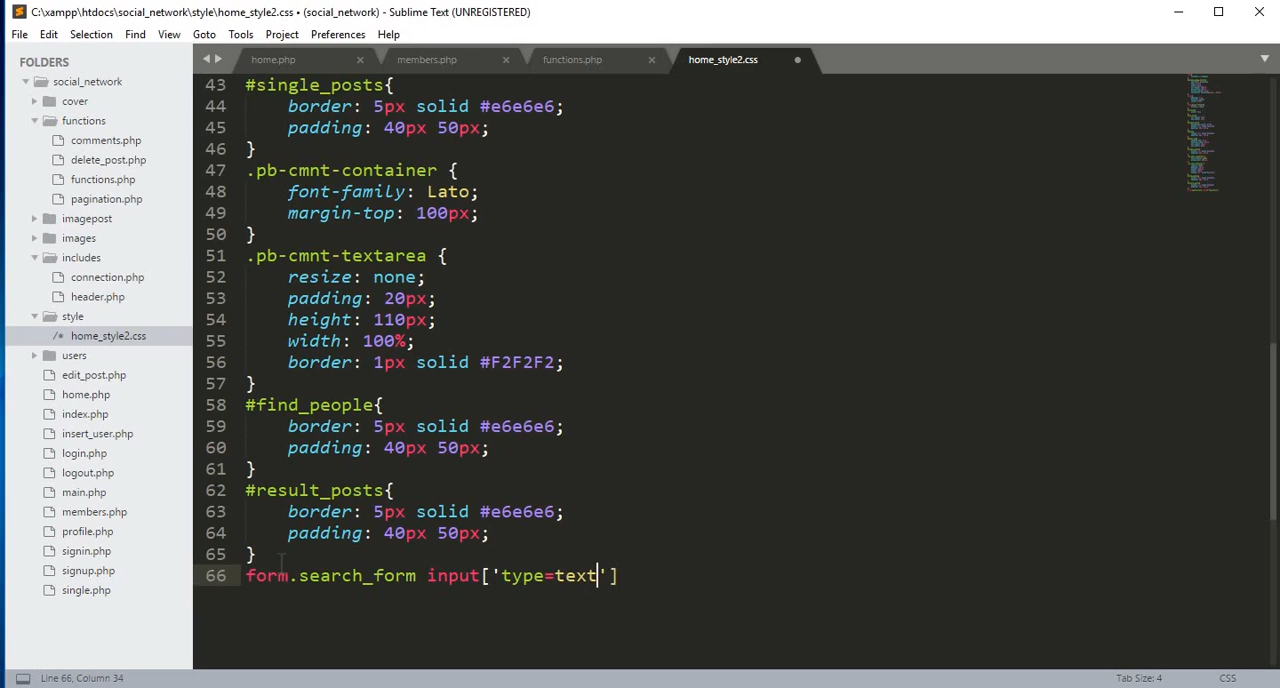 C:\xampp\htdocs\social_network\style\home_style2.css • (social_network) - Sublime Text (UNREGISTERED)
File Edit Selection Find View Goto Tools Project Preferences Help
FOLDERS
social_network
cover
functions
comments.php
delete_post.php
functions.php
pagination.php
imagepost
images
includes
connection.php
header.php
style
/* home_style2.css
users
edit_post.php
home.php
index.php
insert_user.php
login.php
logout.php
main.php
members.php
profile.php
signin.php
signup.php
single.php
home.php × members.php × functions.php × home_style2.css
43 #single_posts{
44 border: 5px solid #e6e6e6;
45 padding: 40px 50px;
46 }
47 .pb-cmnt-container {
48 font-family: Lato;
49 margin-top: 100px;
50 }
51 .pb-cmnt-textarea {
52 resize: none;
53 padding: 20px;
54 height: 110px;
55 width: 100%;
56 border: 1px solid #F2F2F2;
57 }
58 #find_people{
59 border: 5px solid #e6e6e6;
60 padding: 40px 50px;
61 }
62 #result_posts{
63 border: 5px solid #e6e6e6;
64 padding: 40px 50px;
65 }
66 form.search_form input['type=text']
Line 66, Column 34 Tab Size: 4 CSS